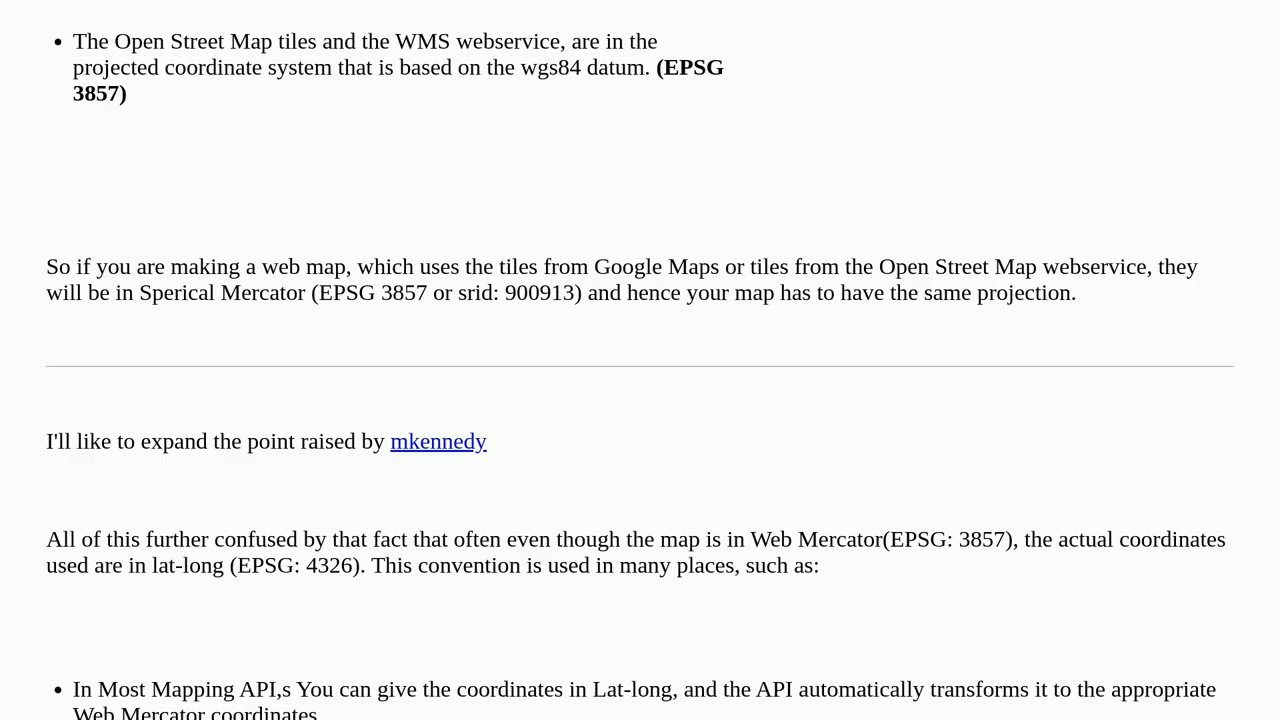 The Open Street Map tiles and the WMS webservice, are in the
projected coordinate system that is based on the wgs84 datum. (EPSG
3857)
So if you are making a web map, which uses the tiles from Google Maps or tiles from the Open Street Map webservice, they
will be in Sperical Mercator (EPSG 3857 or srid: 900913) and hence your map has to have the same projection.
I'll like to expand the point raised by mkennedy
All of this further confused by that fact that often even though the map is in Web Mercator(EPSG: 3857), the actual coordinates
used are in lat-long (EPSG: 4326). This convention is used in many places, such as:
In Most Mapping API,s You can give the coordinates in Lat-long, and the API automatically transforms it to the appropriate
Web Mercator coordinates.